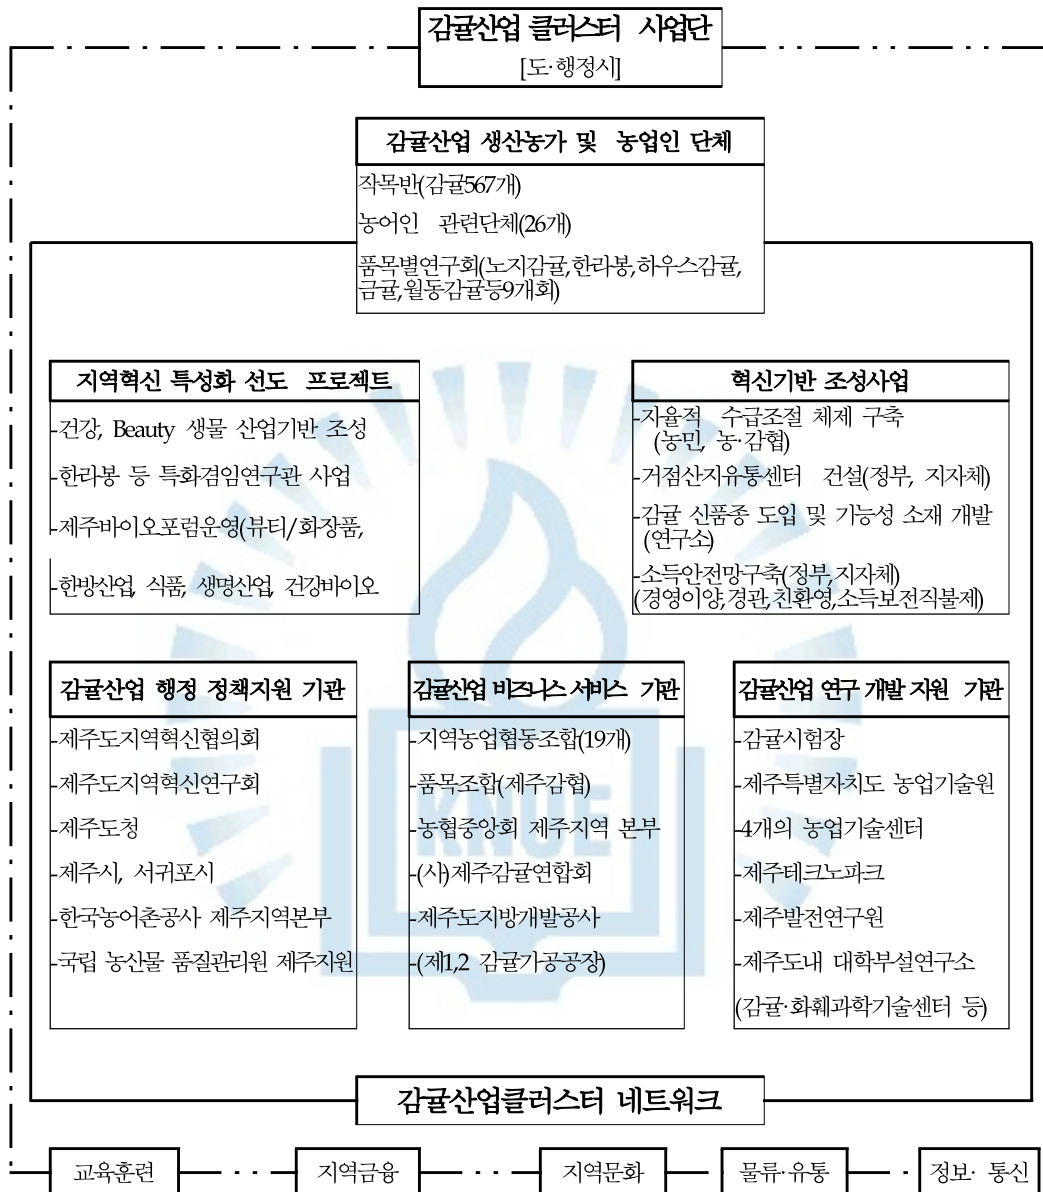 감귤산업 클러스터 사업단
[도·행정시]
감귤산업 생산농가 및 농업인 단체
작목반(감귤567개)
농어인 관련단체(26개)
품목별연구회(노지감귤,한라봉,하우스감귤,
금귤,월동감귤등9개회)
지역혁신 특성화 선도 프로젝트
-건강, Beauty 생물 산업기반 조성
-한라봉 등 특화겸임연구관 사업
-제주바이오포럼운영(뷰티/화장품,
-한방산업, 식품, 생명산업, 건강바이오
혁신기반 조성사업
-자율적 수급조절 체제 구축
(농민, 농·감협)
-거점산지유통센터 건설(정부, 지자체)
-감귤 신품종 도입 및 기능성 소재 개발
(연구소)
-소득안전망구축(정부,지자체)
(경영이양,경관,친환영,소득보전직불제)
감귤산업 행정 정책지원 기관
-제주도지역혁신협의회
-제주도지역혁신연구회
-제주도청
-제주시, 서귀포시
-한국농어촌공사 제주지역본부
-국립 농산물 품질관리원 제주지원
감귤산업 비즈니스 서비스 기관
-지역농업협동조합(19개)
-품목조합(제주감협)
-농협중앙회 제주지역 본부
-(사)제주감귤연합회
-제주도지방개발공사
-(제1,2 감귤가공공장)
감귤산업 연구 개발 지원 기관
-감귤시험장
-제주특별자치도 농업기술원
-4개의 농업기술센터
-제주테크노파크
-제주발전연구원
-제주도내 대학부설연구소
(감귤·화훼과학기술센터 등)
KNUE
감귤산업클러스터 네트워크
교육훈련
지역금융
지역문화
물류·유통
정보· 통신